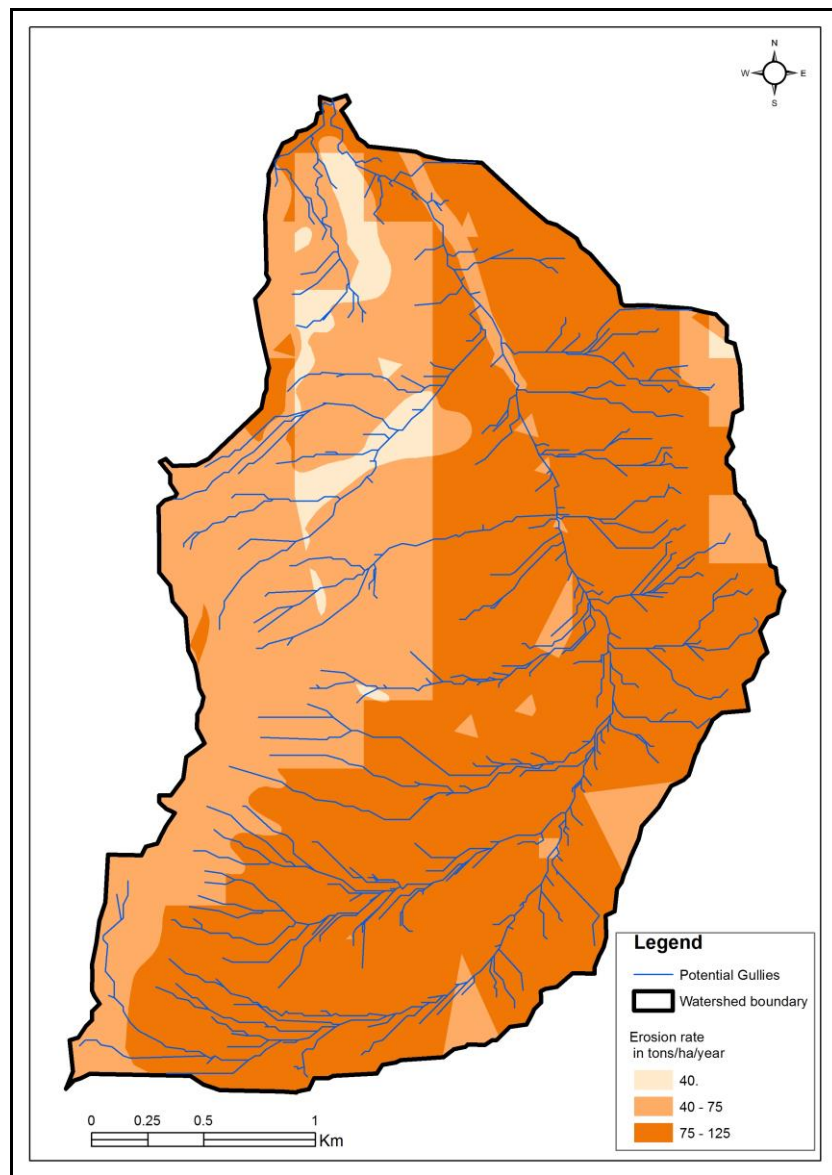 N
W E
S
Legend
Potential Gullies
Watershed boundary
Erosion rate
in tons/ha/year
40.
40 - 75
75 - 125
0 0.25 0.5 1
Km